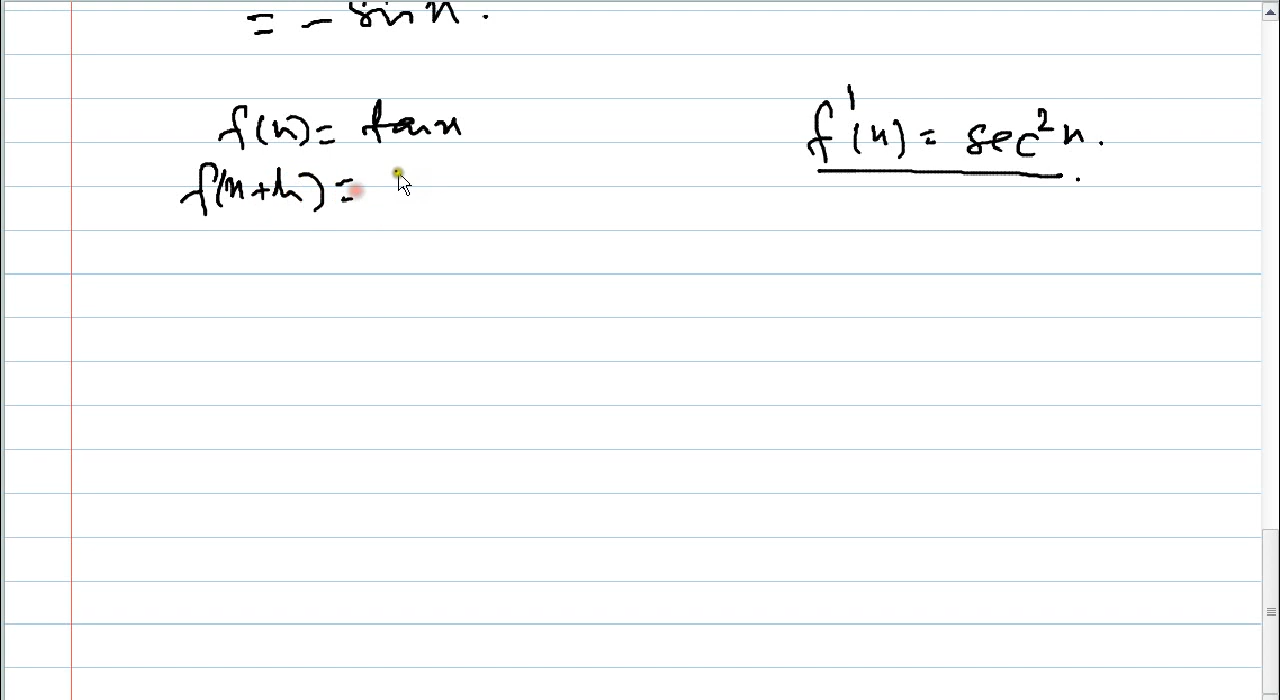 = - sin x.
f(x) = tan x
f'(x) = sec²x.
f(x+h) =